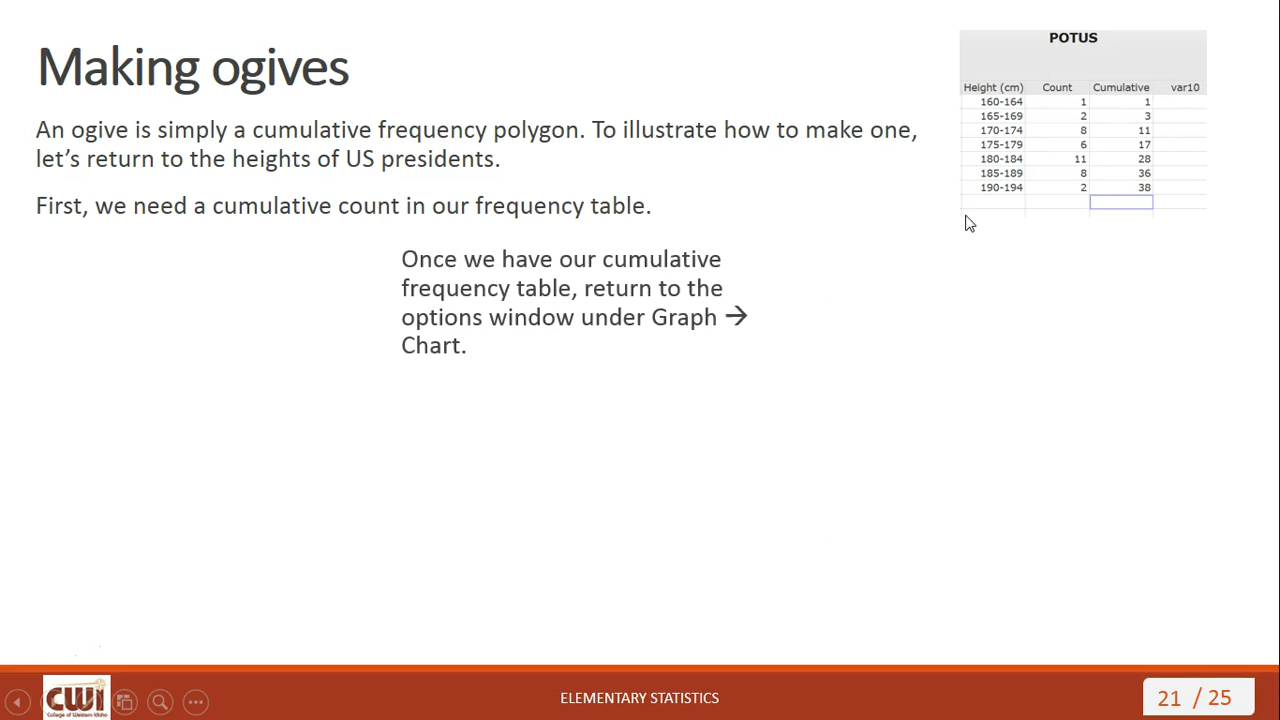 Making ogives
An ogive is simply a cumulative frequency polygon. To illustrate how to make one,
let's return to the heights of US presidents.
First, we need a cumulative count in our frequency table.
Once we have our cumulative
frequency table, return to the
options window under Graph →
Chart.
POTUS
Height (cm) Count Cumulative var10
160-164 1 1
165-169 2 3
170-174 8 11
175-179 6 17
180-184 11 28
185-189 8 36
190-194 2 38
CWI
College of Western Idaho
ELEMENTARY STATISTICS
21 / 25